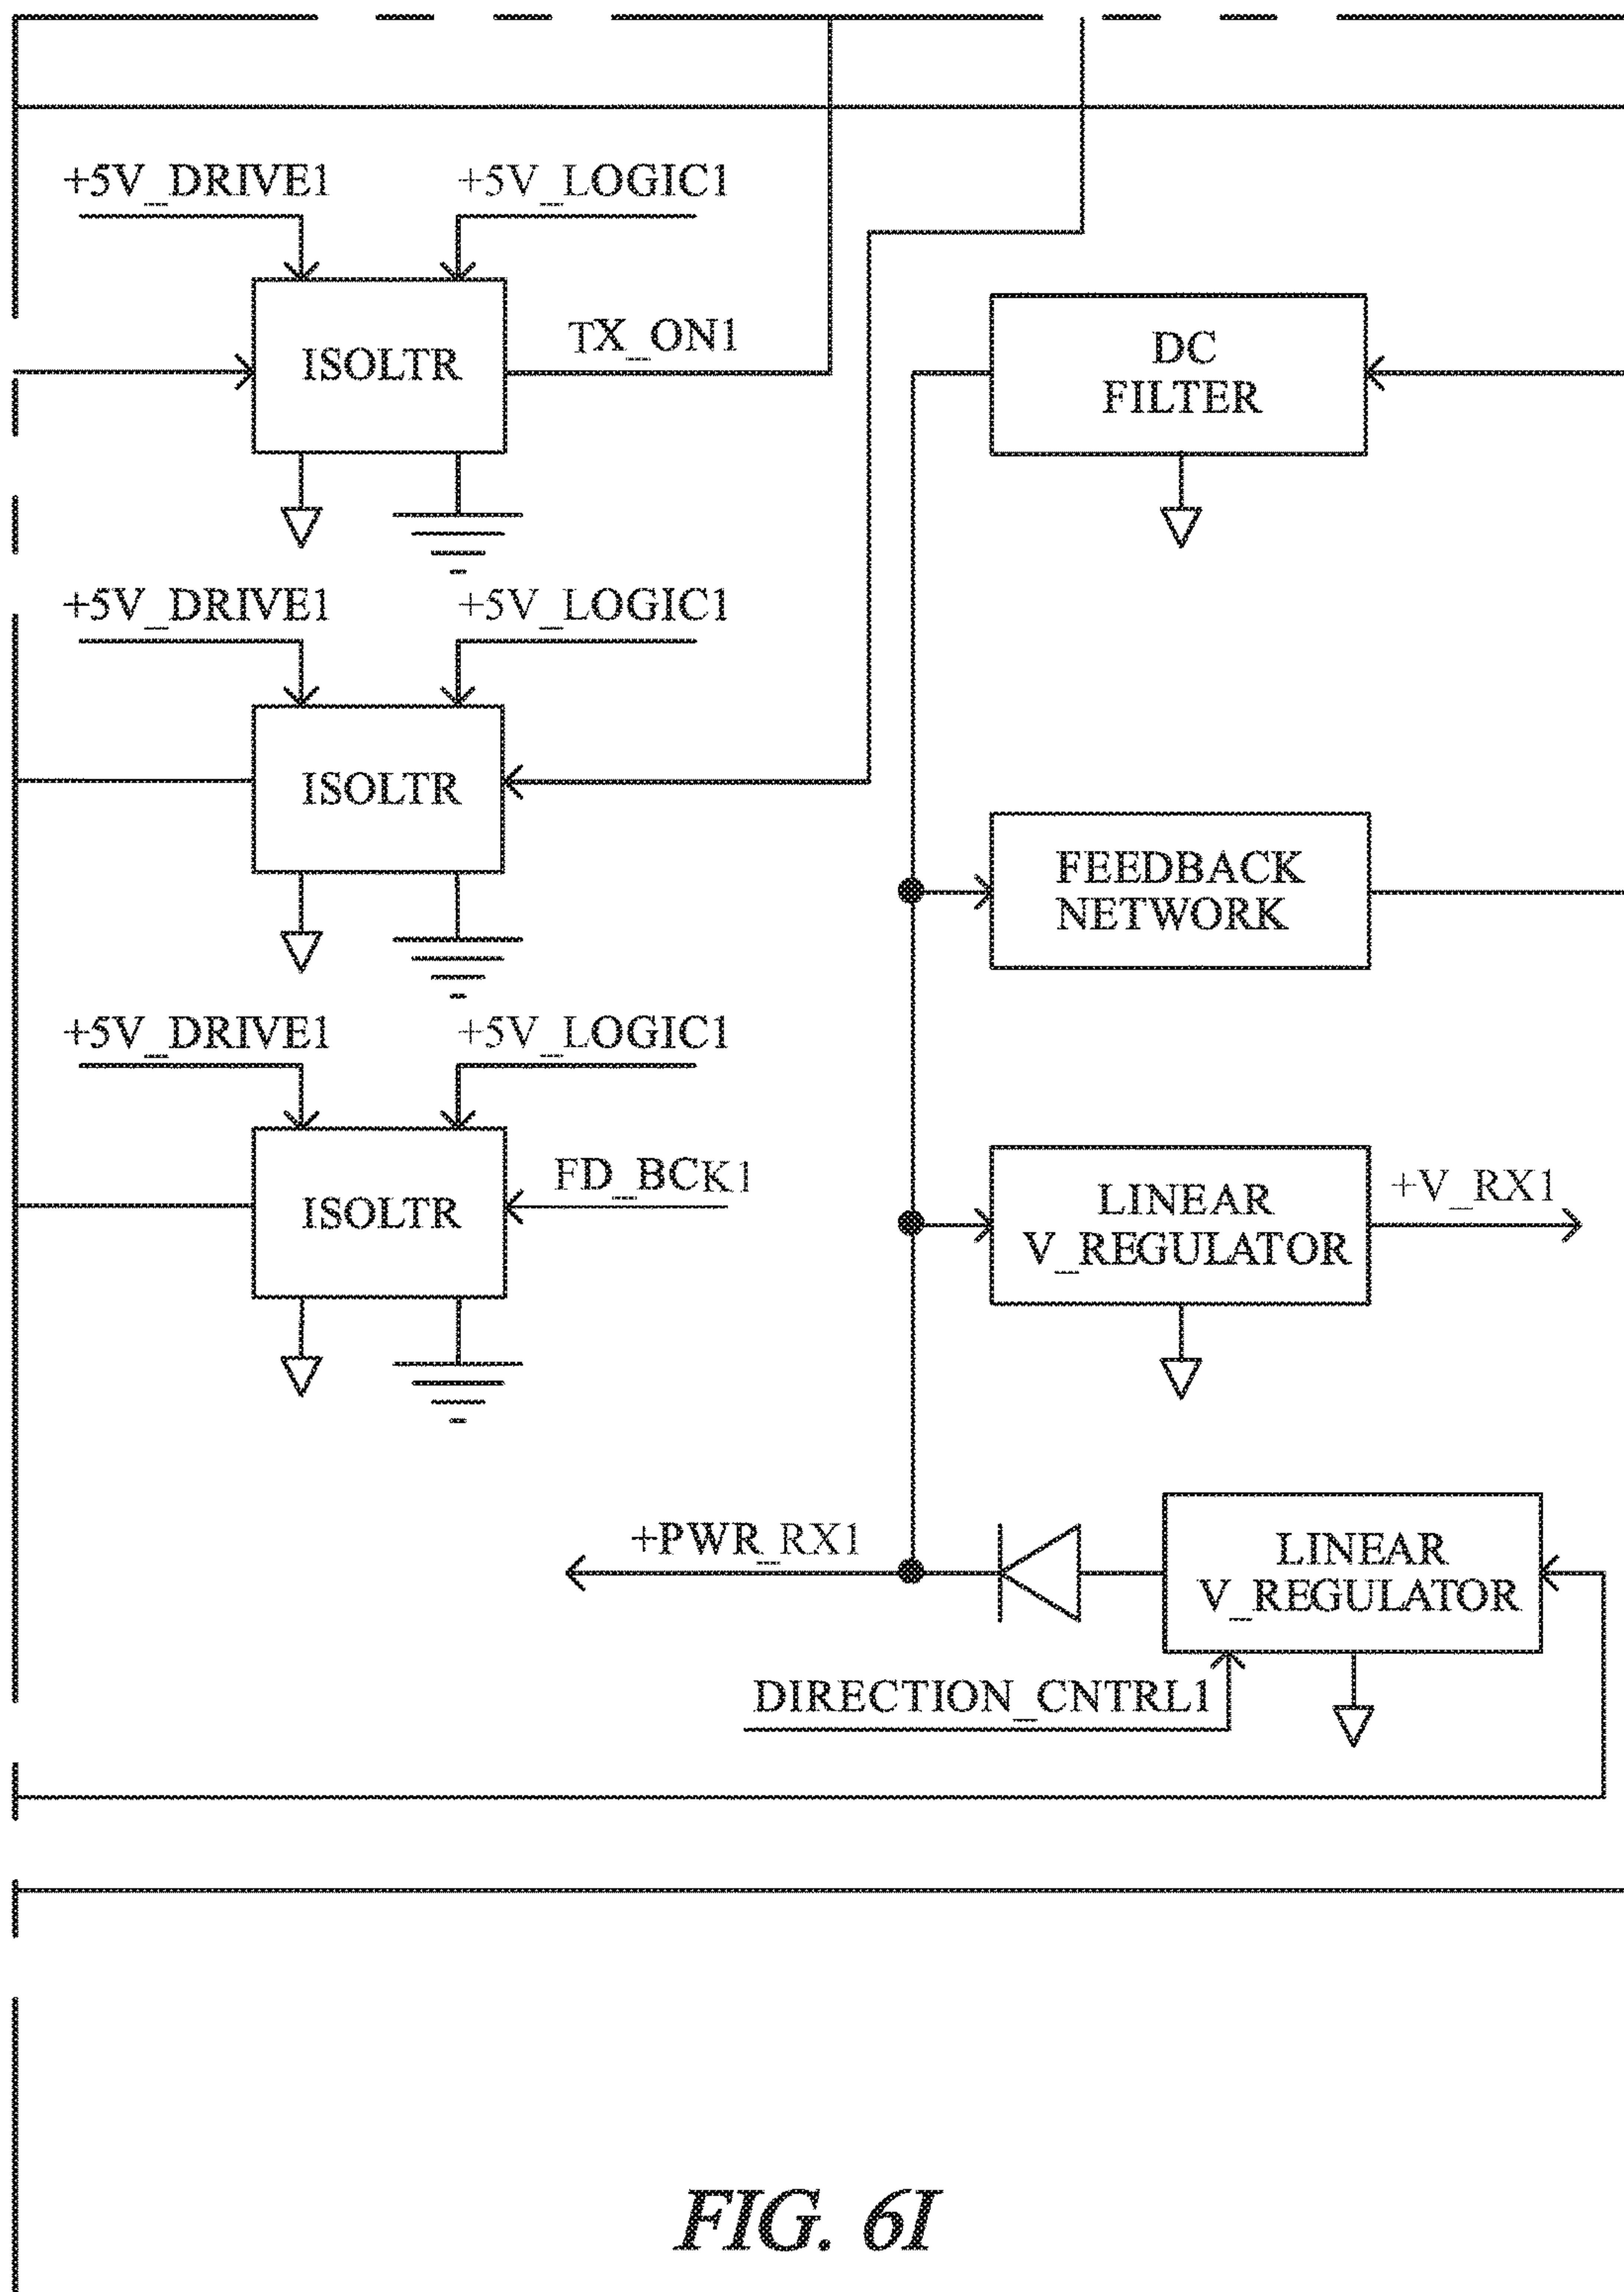 +5V_DRIVE1
+5V_LOGIC1
ISOLTR
TX_ON1
DC
FILTER
+5V_DRIVE1
+5V_LOGIC1
ISOLTR
FEEDBACK
NETWORK
+5V_DRIVE1
+5V_LOGIC1
ISOLTR
FD_BCK1
LINEAR
V_REGULATOR
+V_RX1
+PWR_RX1
LINEAR
V_REGULATOR
DIRECTION_CNTRL1
FIG. 6I